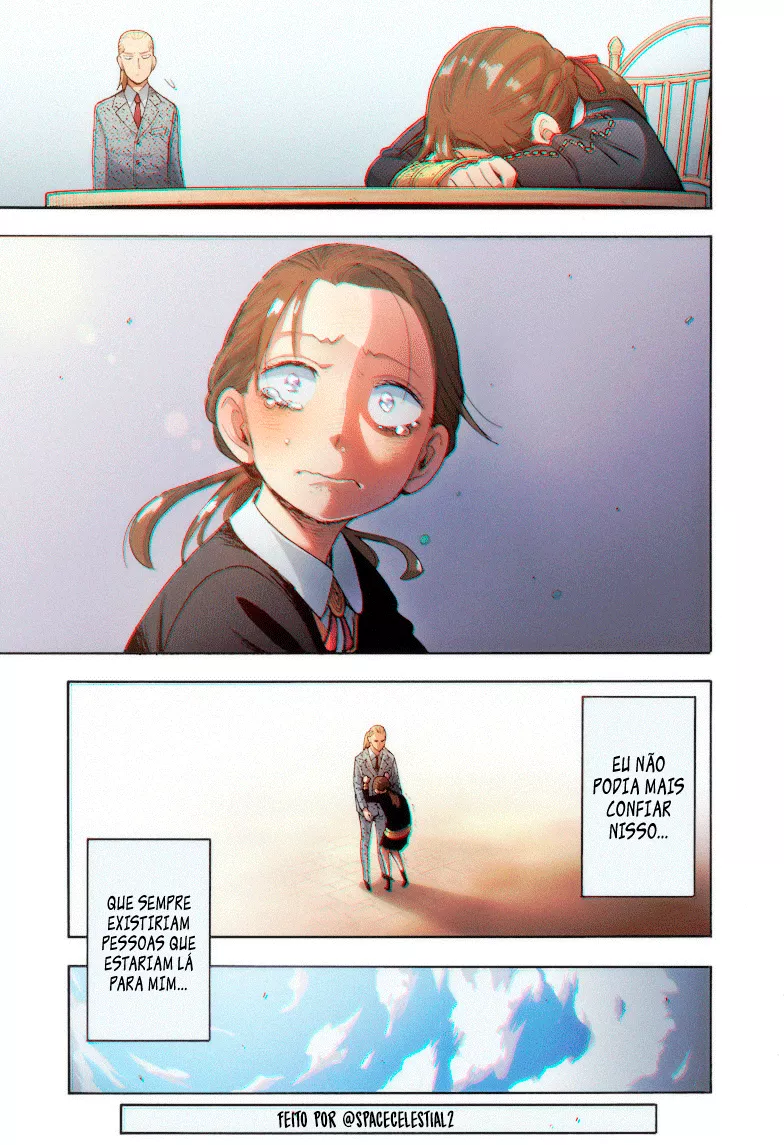 EU NÃO
PODIA MAIS
CONFIAR
NISSO...
QUE SEMPRE
EXISTIRIAM
PESSOAS QUE
ESTARIAM LÁ
PARA MIM...
FEITO POR @SPACECELESTIAL2